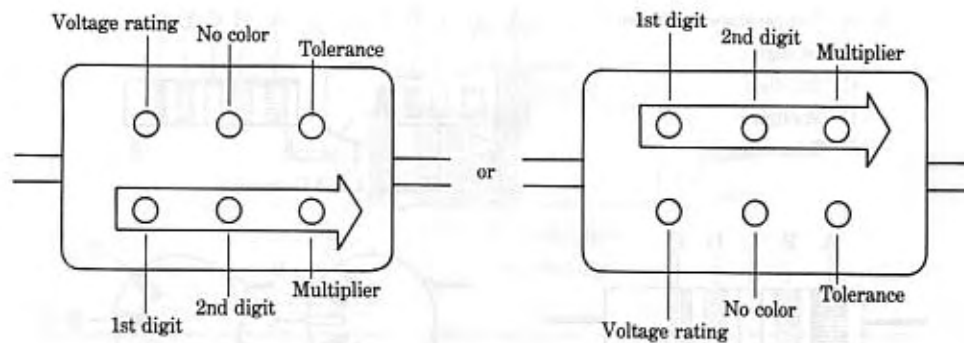 Voltage rating
No color
Tolerance
1st digit
2nd digit
Multiplier
or
1st digit
2nd digit
Multiplier
Voltage rating
No color
Tolerance